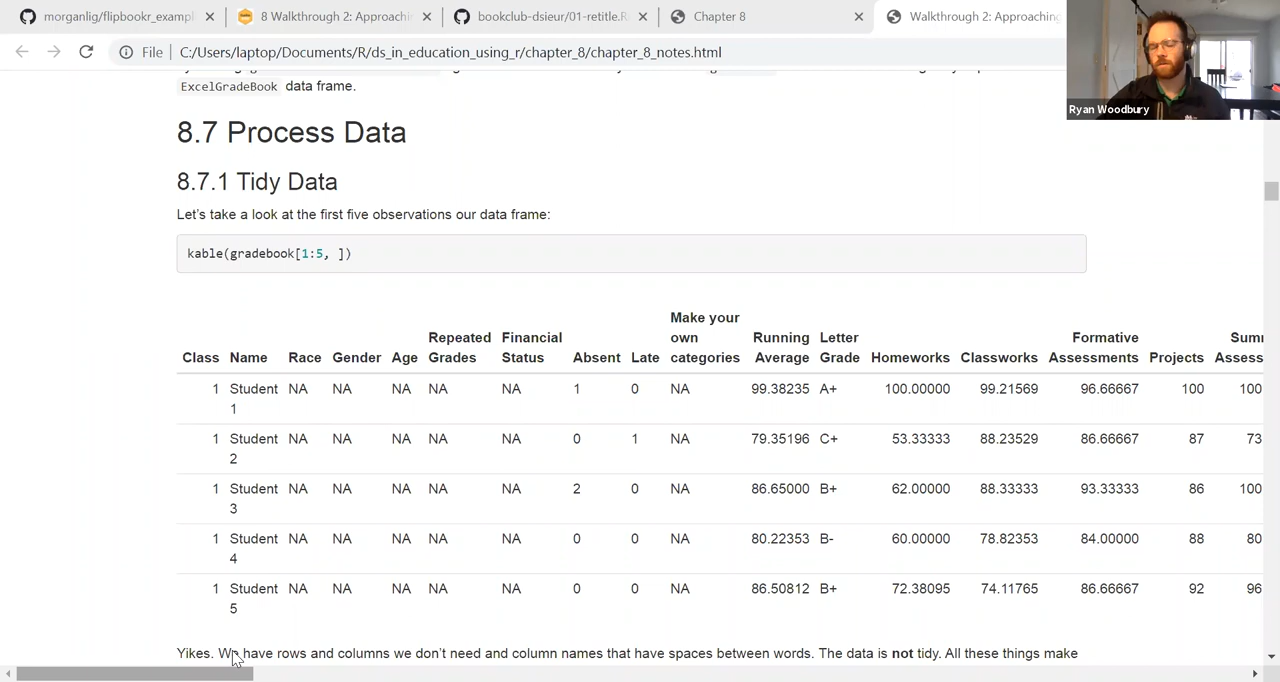 morganlig/flipbookr_exampl
8 Walkthrough 2: Approachin
bookclub-dsieur/01-retitle.R
Chapter 8
Walkthrough 2: Approaching
File
C:/Users/laptop/Documents/R/ds_in_education_using_r/chapter_8/chapter_8_notes.html
Ryan Woodbury
ExcelGradeBook data frame.
8.7 Process Data
8.7.1 Tidy Data
Let's take a look at the first five observations our data frame:
kable(gradebook[1:5, ])
Class Name Race Gender Age Repeated Grades Financial Status Absent Late Make your own categories Running Average Letter Grade Homeworks Classworks Formative Assessments Projects Sum Assess
1 Student 1 NA NA NA NA NA 1 0 NA 99.38235 A+ 100.00000 99.21569 96.66667 100 100
1 Student 2 NA NA NA NA NA 0 1 NA 79.35196 C+ 53.33333 88.23529 86.66667 87 73
1 Student 3 NA NA NA NA NA 2 0 NA 86.65000 B+ 62.00000 88.33333 93.33333 86 100
1 Student 4 NA NA NA NA NA 0 0 NA 80.22353 B- 60.00000 78.82353 84.00000 88 80
1 Student 5 NA NA NA NA NA 0 0 NA 86.50812 B+ 72.38095 74.11765 86.66667 92 96
Yikes. We have rows and columns we don't need and column names that have spaces between words. The data is not tidy. All these things make